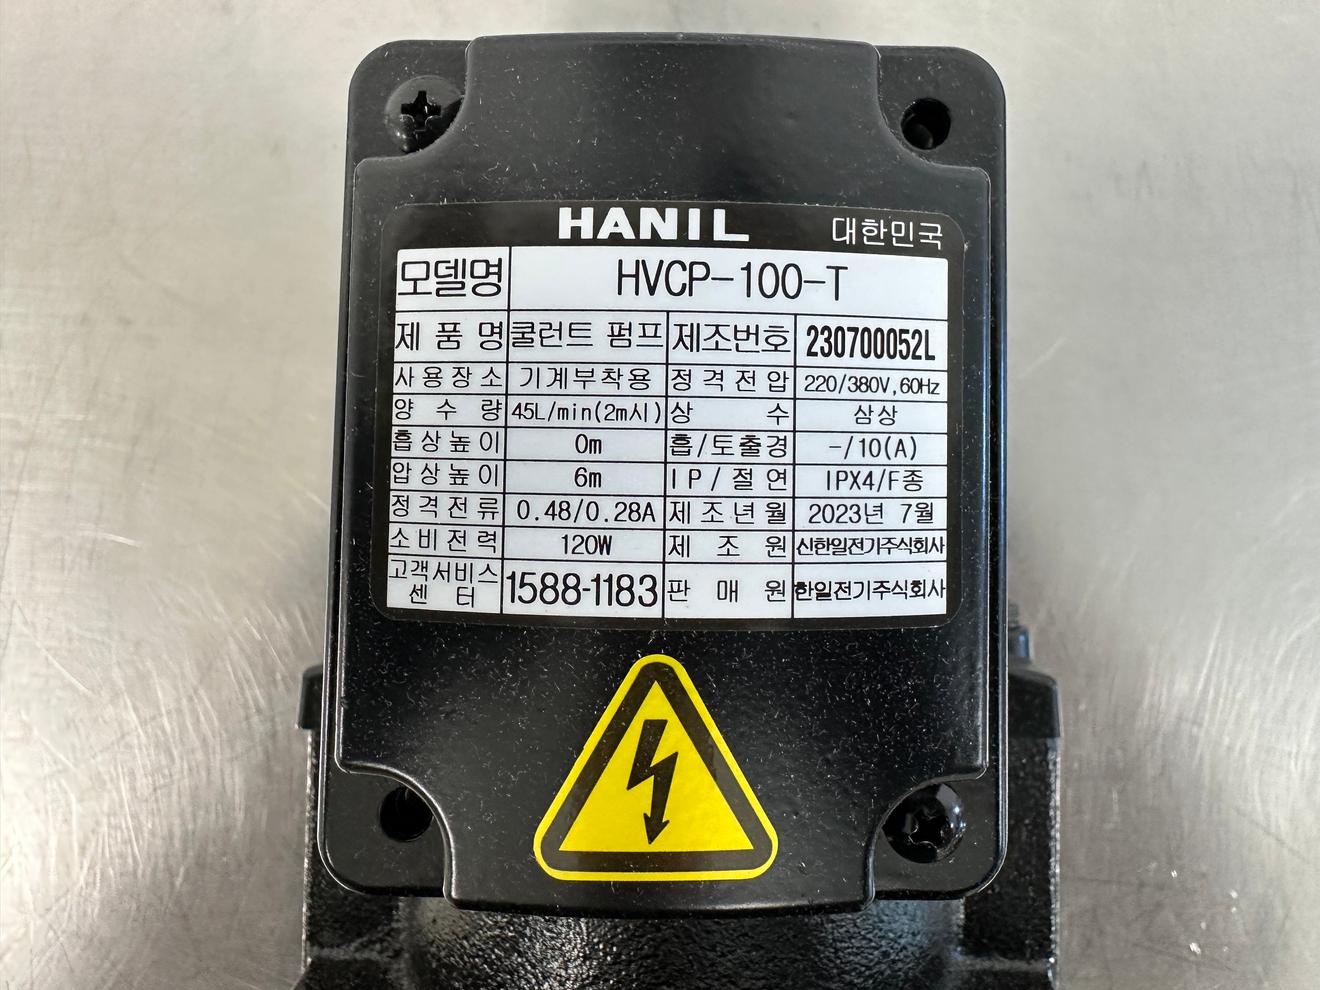 HANIL 대한민국
모델명 HVCP-100-T
제품명 쿨런트 펌프 제조번호 230700052L
사용장소 기계부착용 정격전압 220/380V,60Hz
양수량 45L/min(2m시) 상수 삼상
흡상높이 0m 흡/토출경 -/10(A)
압상높이 6m IP/절연 IPX4/F종
정격전류 0.48/0.28A 제조년월 2023년 7월
소비전력 120W 제조원 신한일전기주식회사
고객서비스
센터 1588-1183 판매원 한일전기주식회사